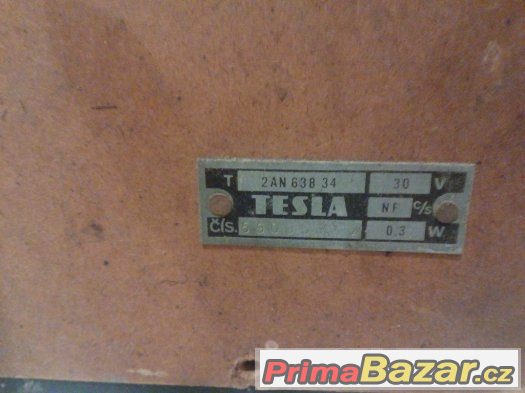 T 2AN 638 34 30 V
TESLA NF c/s
ČÍS. 0.3 W
PrimaBazar.cz